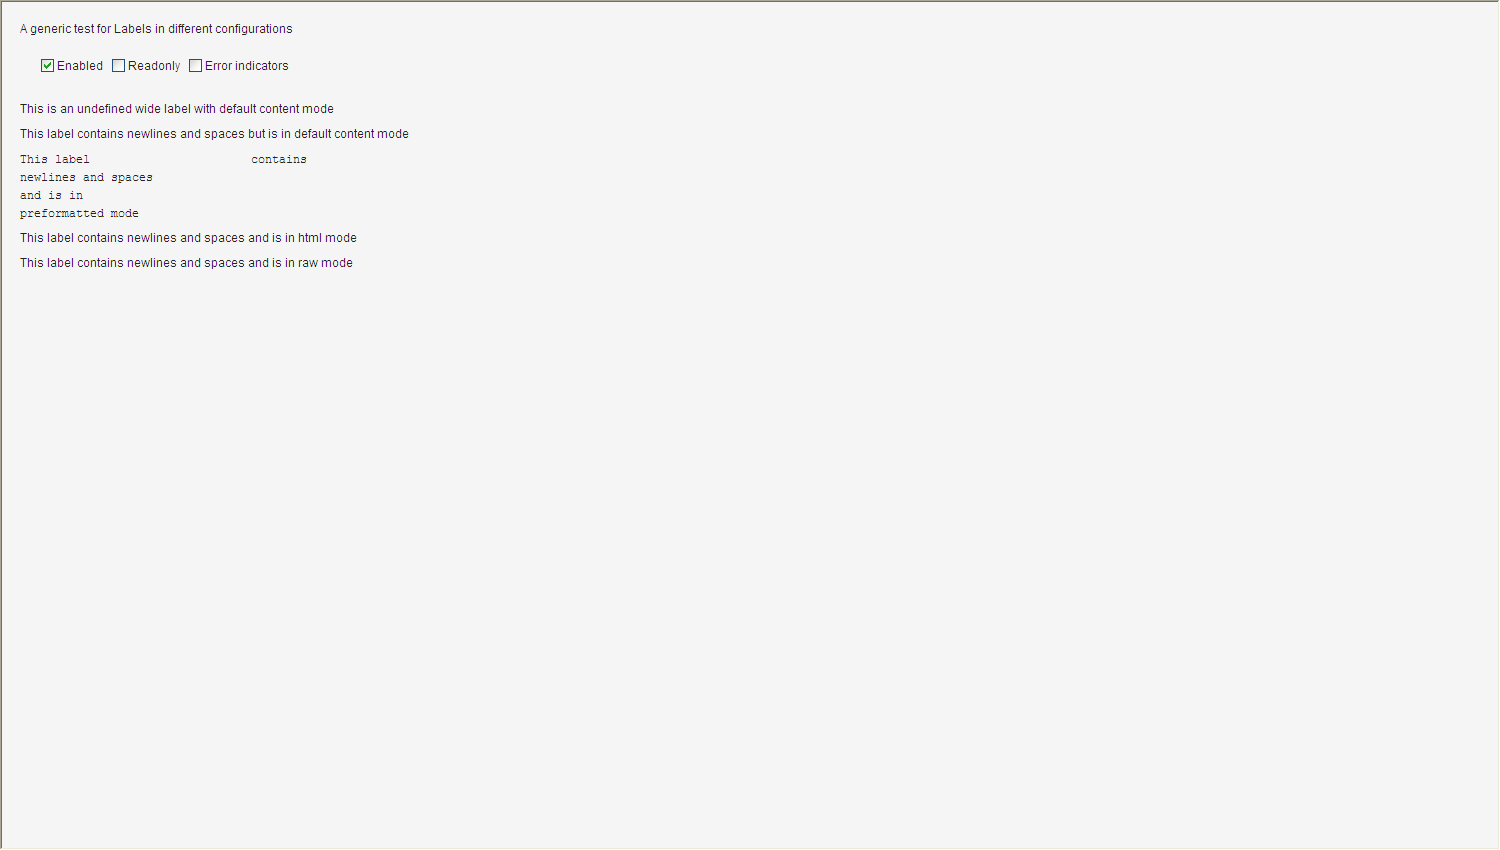 A generic test for Labels in different configurations
Enabled Readonly Error indicators
This is an undefined wide label with default content mode
This label contains newlines and spaces but is in default content mode
This label                       contains
newlines and spaces
and is in
preformatted mode
This label contains newlines and spaces and is in html mode
This label contains newlines and spaces and is in raw mode